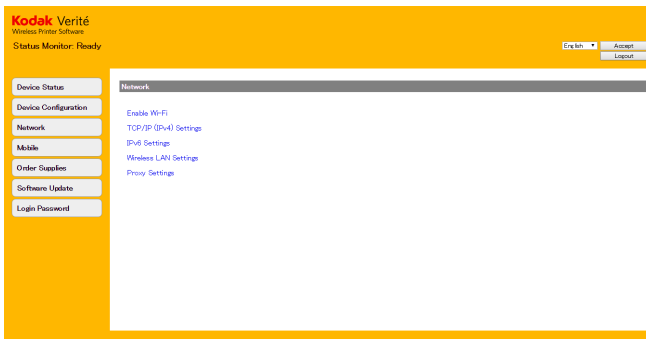 Kodak Verité
Wireless Printer Software
Status Monitor: Ready
English
Accept
Logout
Device Status
Device Configuration
Network
Mobile
Order Supplies
Software Update
Login Password
Network
Enable Wi-Fi
TCP/IP (IPv4) Settings
IPv6 Settings
Wireless LAN Settings
Proxy Settings